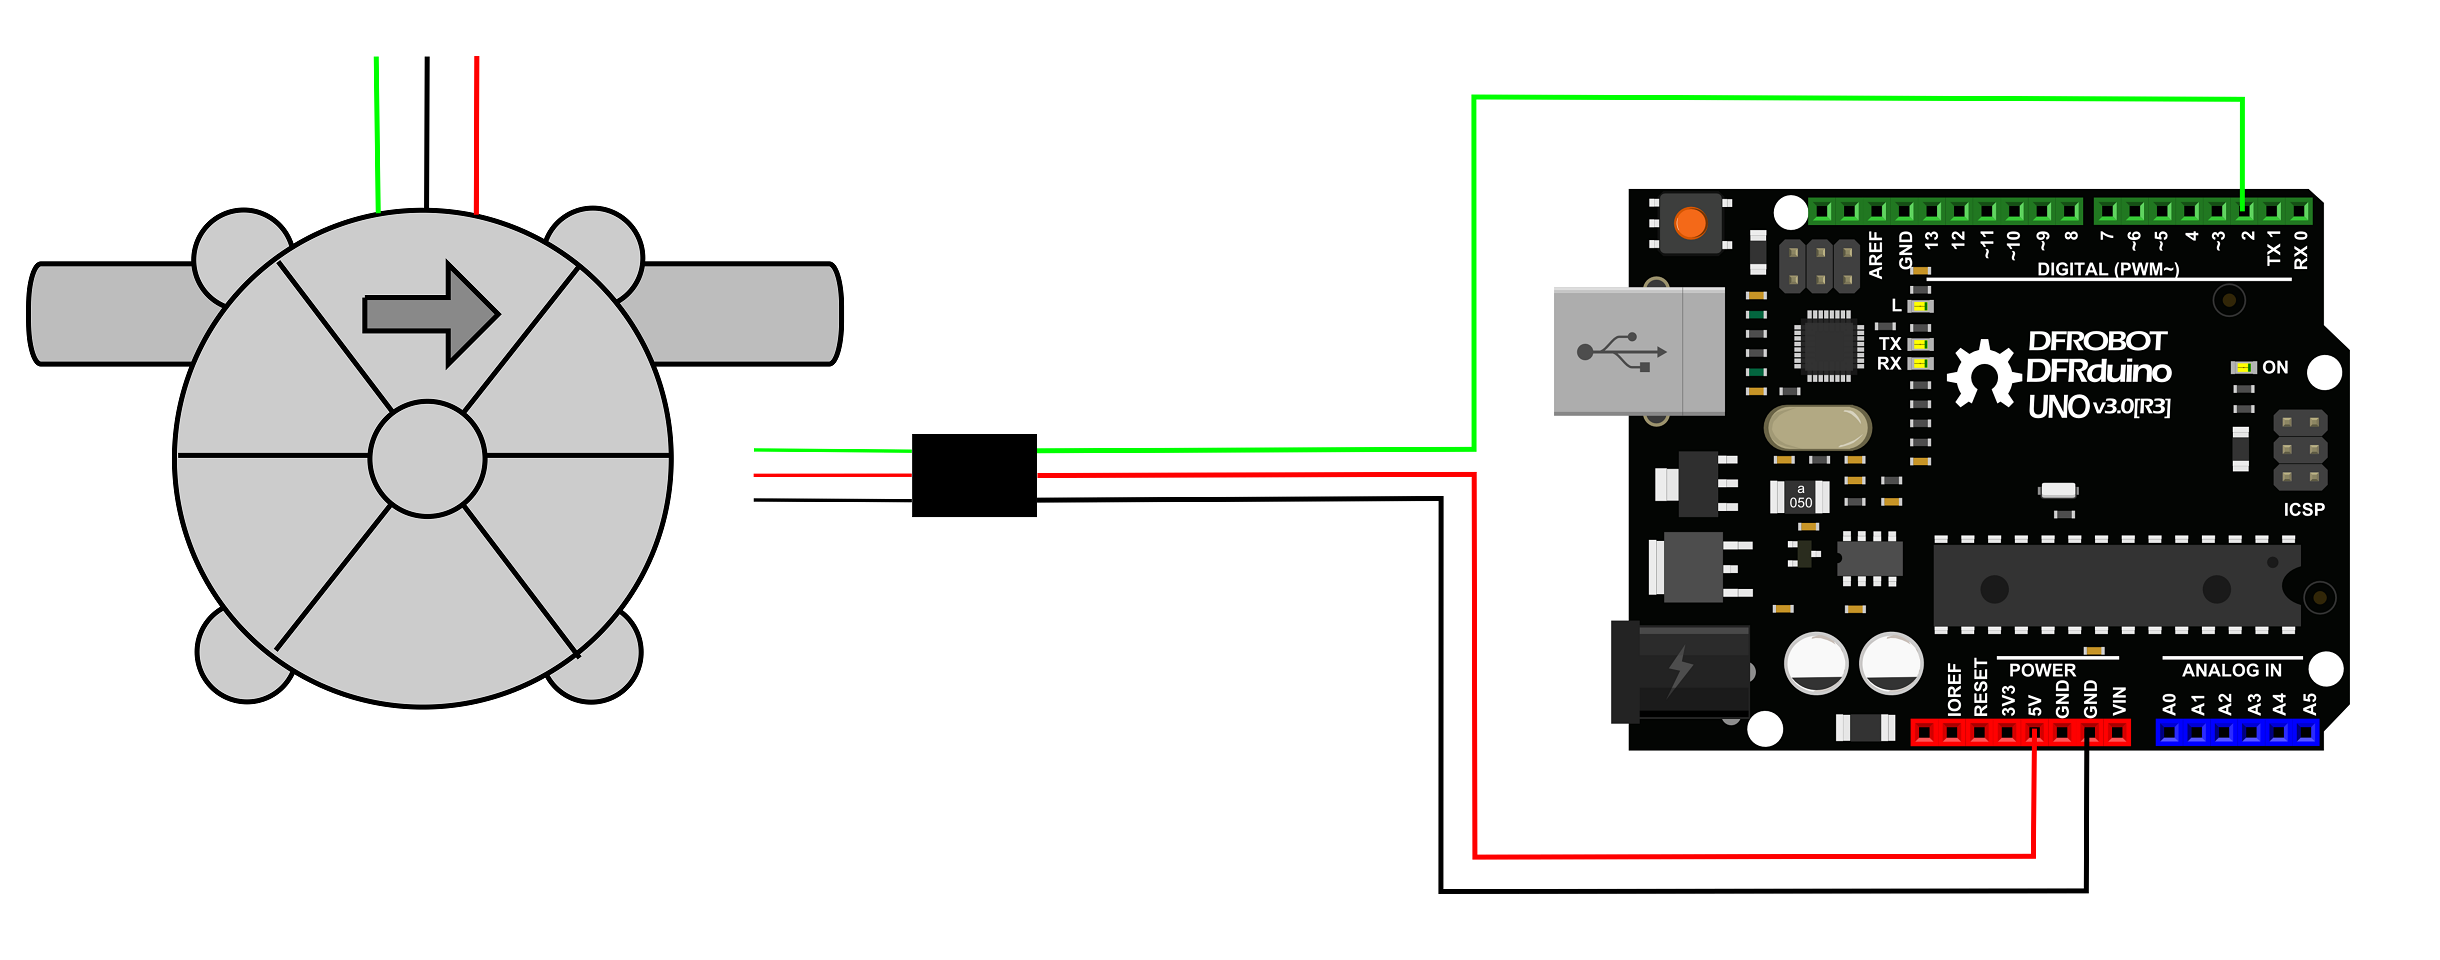 AREF
GND
13
12
~11
~10
~9
8
7
~6
~5
4
~3
2
TX 1
RX 0
DIGITAL (PWM~)
L
TX
RX
DFROBOT
DFRduino
UNO v3.0[R3]
ON
a
050
ICSP
POWER
ANALOG IN
IOREF
RESET
3V3
5V
GND
GND
VIN
A0
A1
A2
A3
A4
A5